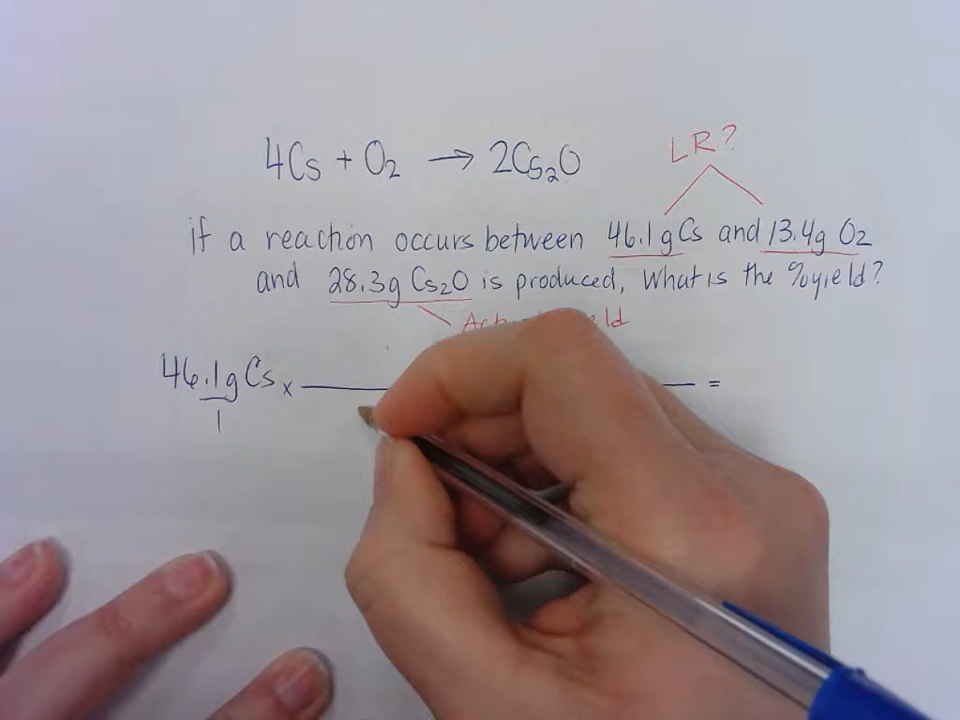 LR?
4Cs + O₂ → 2Cs₂O
if a reaction occurs between 46.1g Cs and 13.4g O₂
and 28.3g Cs₂O is produced, What is the % yield?
46.1g Cs x =
1